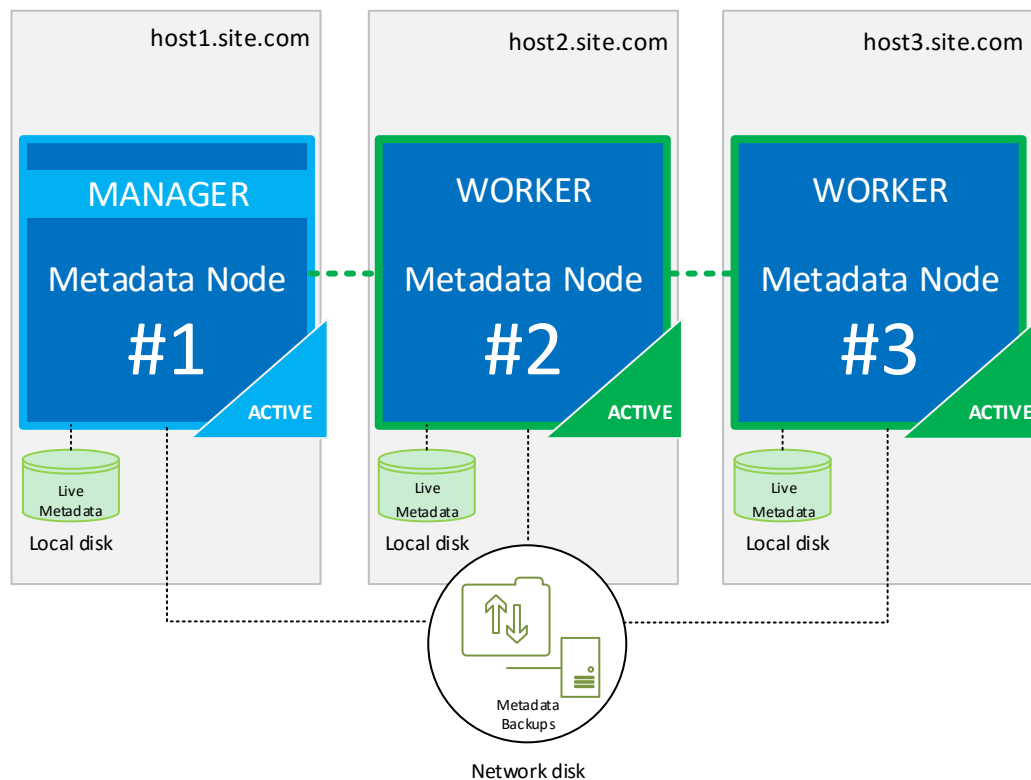 host1.site.com
host2.site.com
host3.site.com
MANAGER
Metadata Node
#1
ACTIVE
WORKER
Metadata Node
#2
ACTIVE
WORKER
Metadata Node
#3
ACTIVE
Live
Metadata
Local disk
Live
Metadata
Local disk
Live
Metadata
Local disk
Metadata
Backups
Network disk